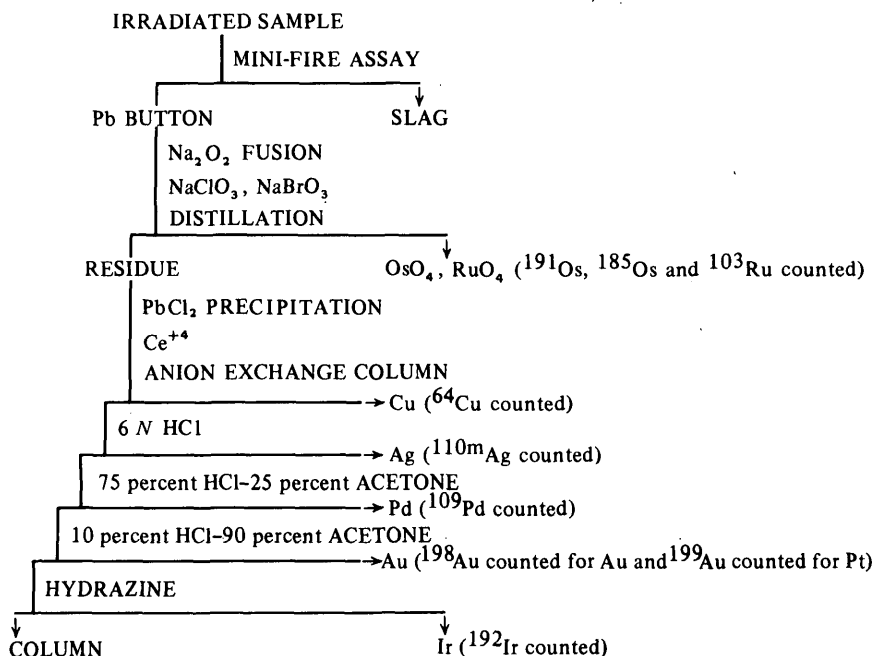 IRRADIATED SAMPLE
MINI-FIRE ASSAY
Pb BUTTON SLAG
Na₂O₂ FUSION
NaClO₃, NaBrO₃
DISTILLATION
RESIDUE OsO₄, RuO₄ (¹⁹¹Os, ¹⁸⁵Os and ¹⁰³Ru counted)
PbCl₂ PRECIPITATION
Ce⁺⁴
ANION EXCHANGE COLUMN
Cu (⁶⁴Cu counted)
6 N HCl
Ag (¹¹⁰ᵐAg counted)
75 percent HCl-25 percent ACETONE
Pd (¹⁰⁹Pd counted)
10 percent HCl-90 percent ACETONE
Au (¹⁹⁸Au counted for Au and ¹⁹⁹Au counted for Pt)
HYDRAZINE
COLUMN Ir (¹⁹²Ir counted)